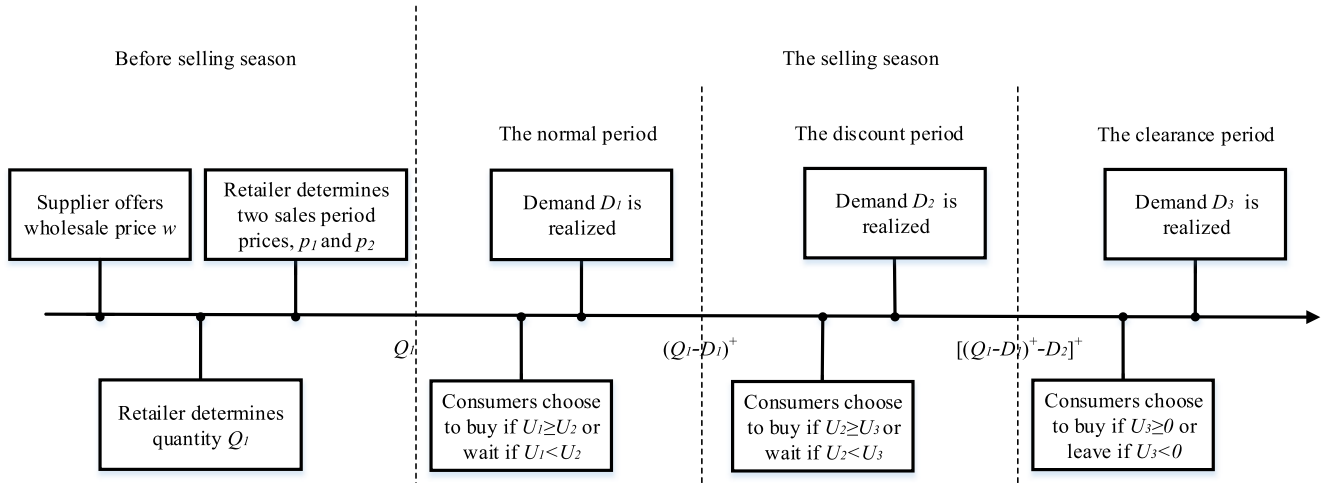 Before selling season
The selling season
The normal period
The discount period
The clearance period
Supplier offers
wholesale price w
Retailer determines
two sales period
prices, p1 and p2
Demand D1 is
realized
Demand D2 is
realized
Demand D3 is
realized
Q1
(Q1-D1)+
[(Q1-D1)+-D2]+
Retailer determines
quantity Q1
Consumers choose
to buy if U1≥U2 or
wait if U1<U2
Consumers choose
to buy if U2≥U3 or
wait if U2<U3
Consumers choose
to buy if U3≥0 or
leave if U3<0